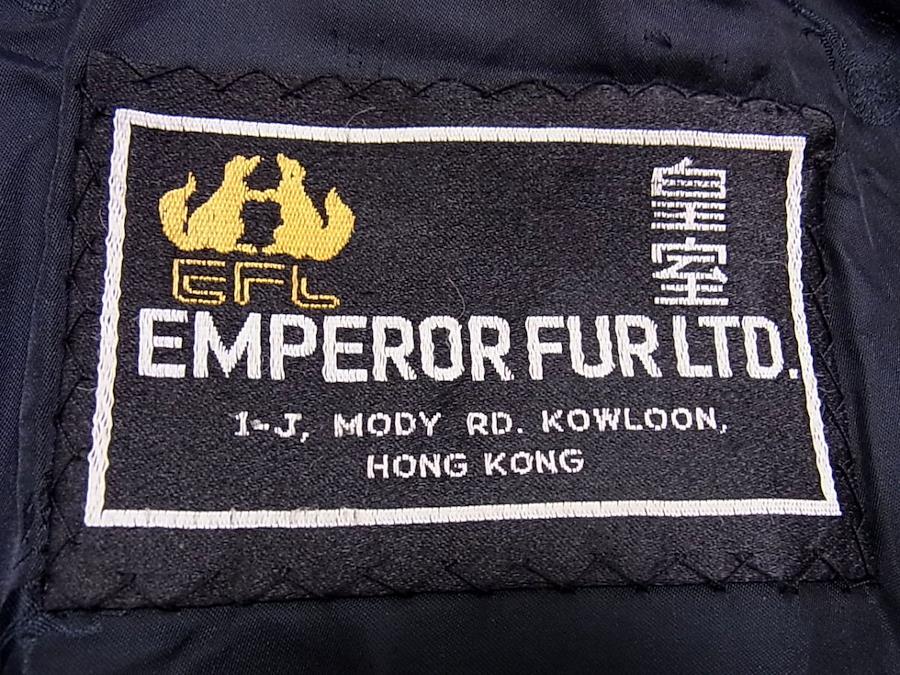 皇室
EFL
EMPEROR FUR LTD.
1-J, MODY RD. KOWLOON,
HONG KONG